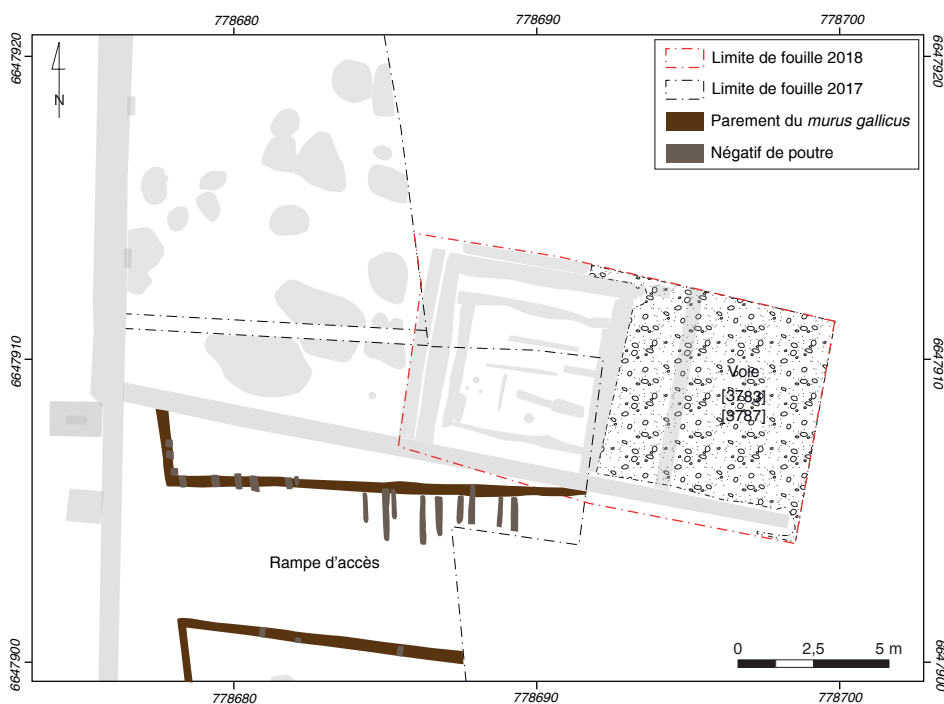 778680
778690
778700
6647920
6647920
N
Limite de fouille 2018
Limite de fouille 2017
Parement du murus gallicus
Négatif de poutre
6647910
6647910
Voie
[3783]
[3787]
Rampe d'accès
0
2,5
5 m
6647900
6647900
778680
778690
778700